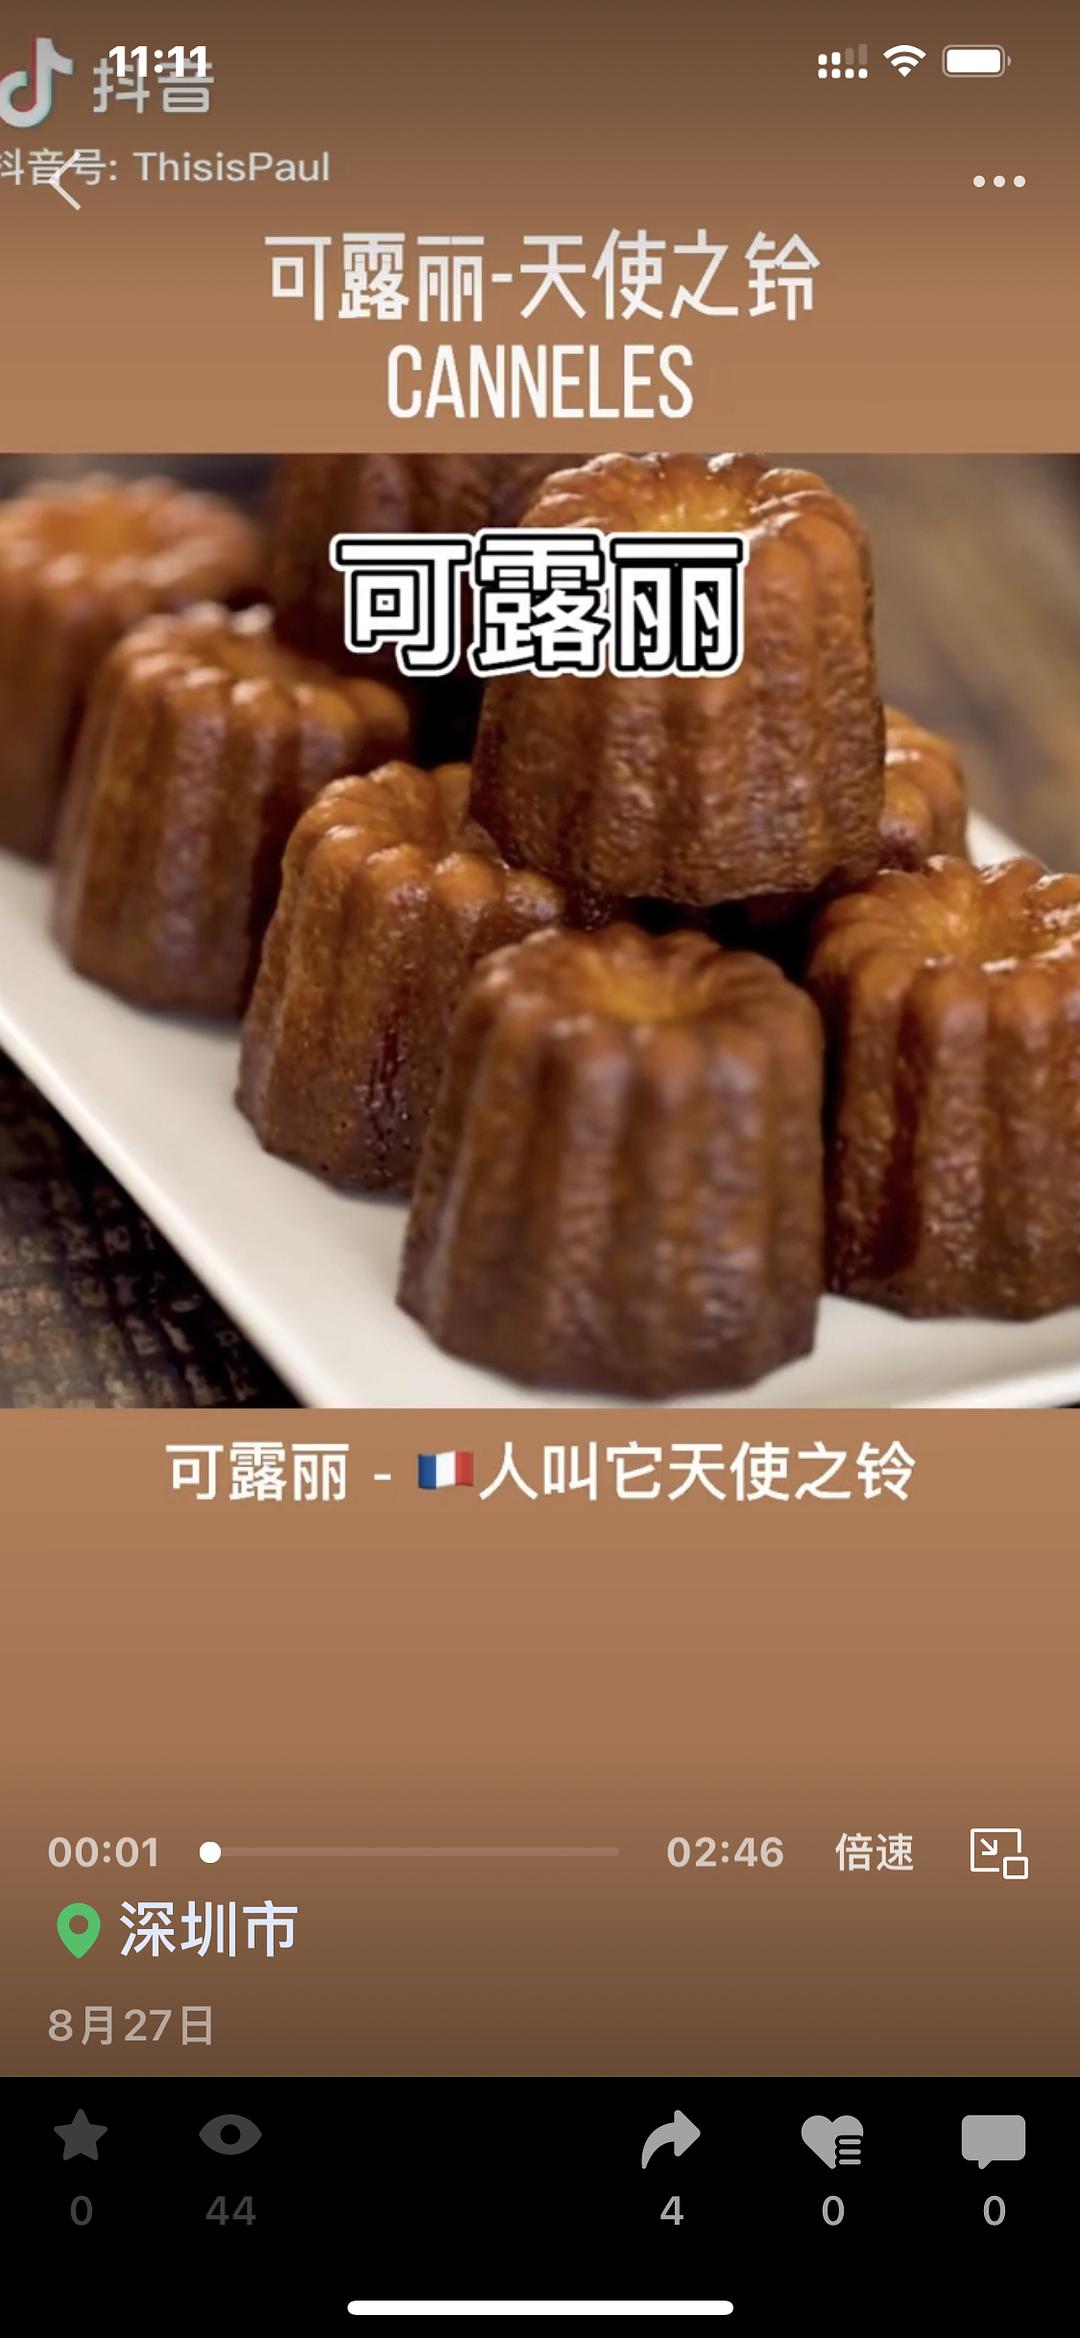 11:11
抖音
抖音号: ThisisPaul
可露丽-天使之铃
CANNELES
可露丽
可露丽 - 🇫🇷人叫它天使之铃
00:01 02:46 倍速
深圳市
8月27日
0 44 4 0 0